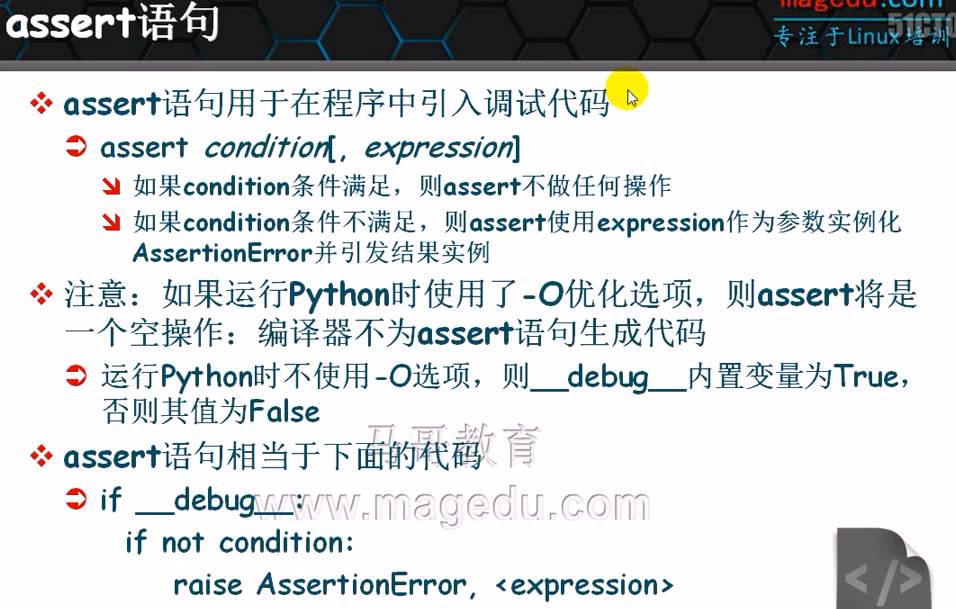 assert语句
magedu.com
专注于Linux培训
51CTO
assert语句用于在程序中引入调试代码
assert condition[, expression]
如果condition条件满足，则assert不做任何操作
如果condition条件不满足，则assert使用expression作为参数实例化
AssertionError并引发结果实例
注意：如果运行Python时使用了-O优化选项，则assert将是
一个空操作：编译器不为assert语句生成代码
运行Python时不使用-O选项，则__debug__内置变量为True，
否则其值为False
马哥教育
assert语句相当于下面的代码
www.magedu.com
if __debug__:
if not condition:
raise AssertionError, <expression>